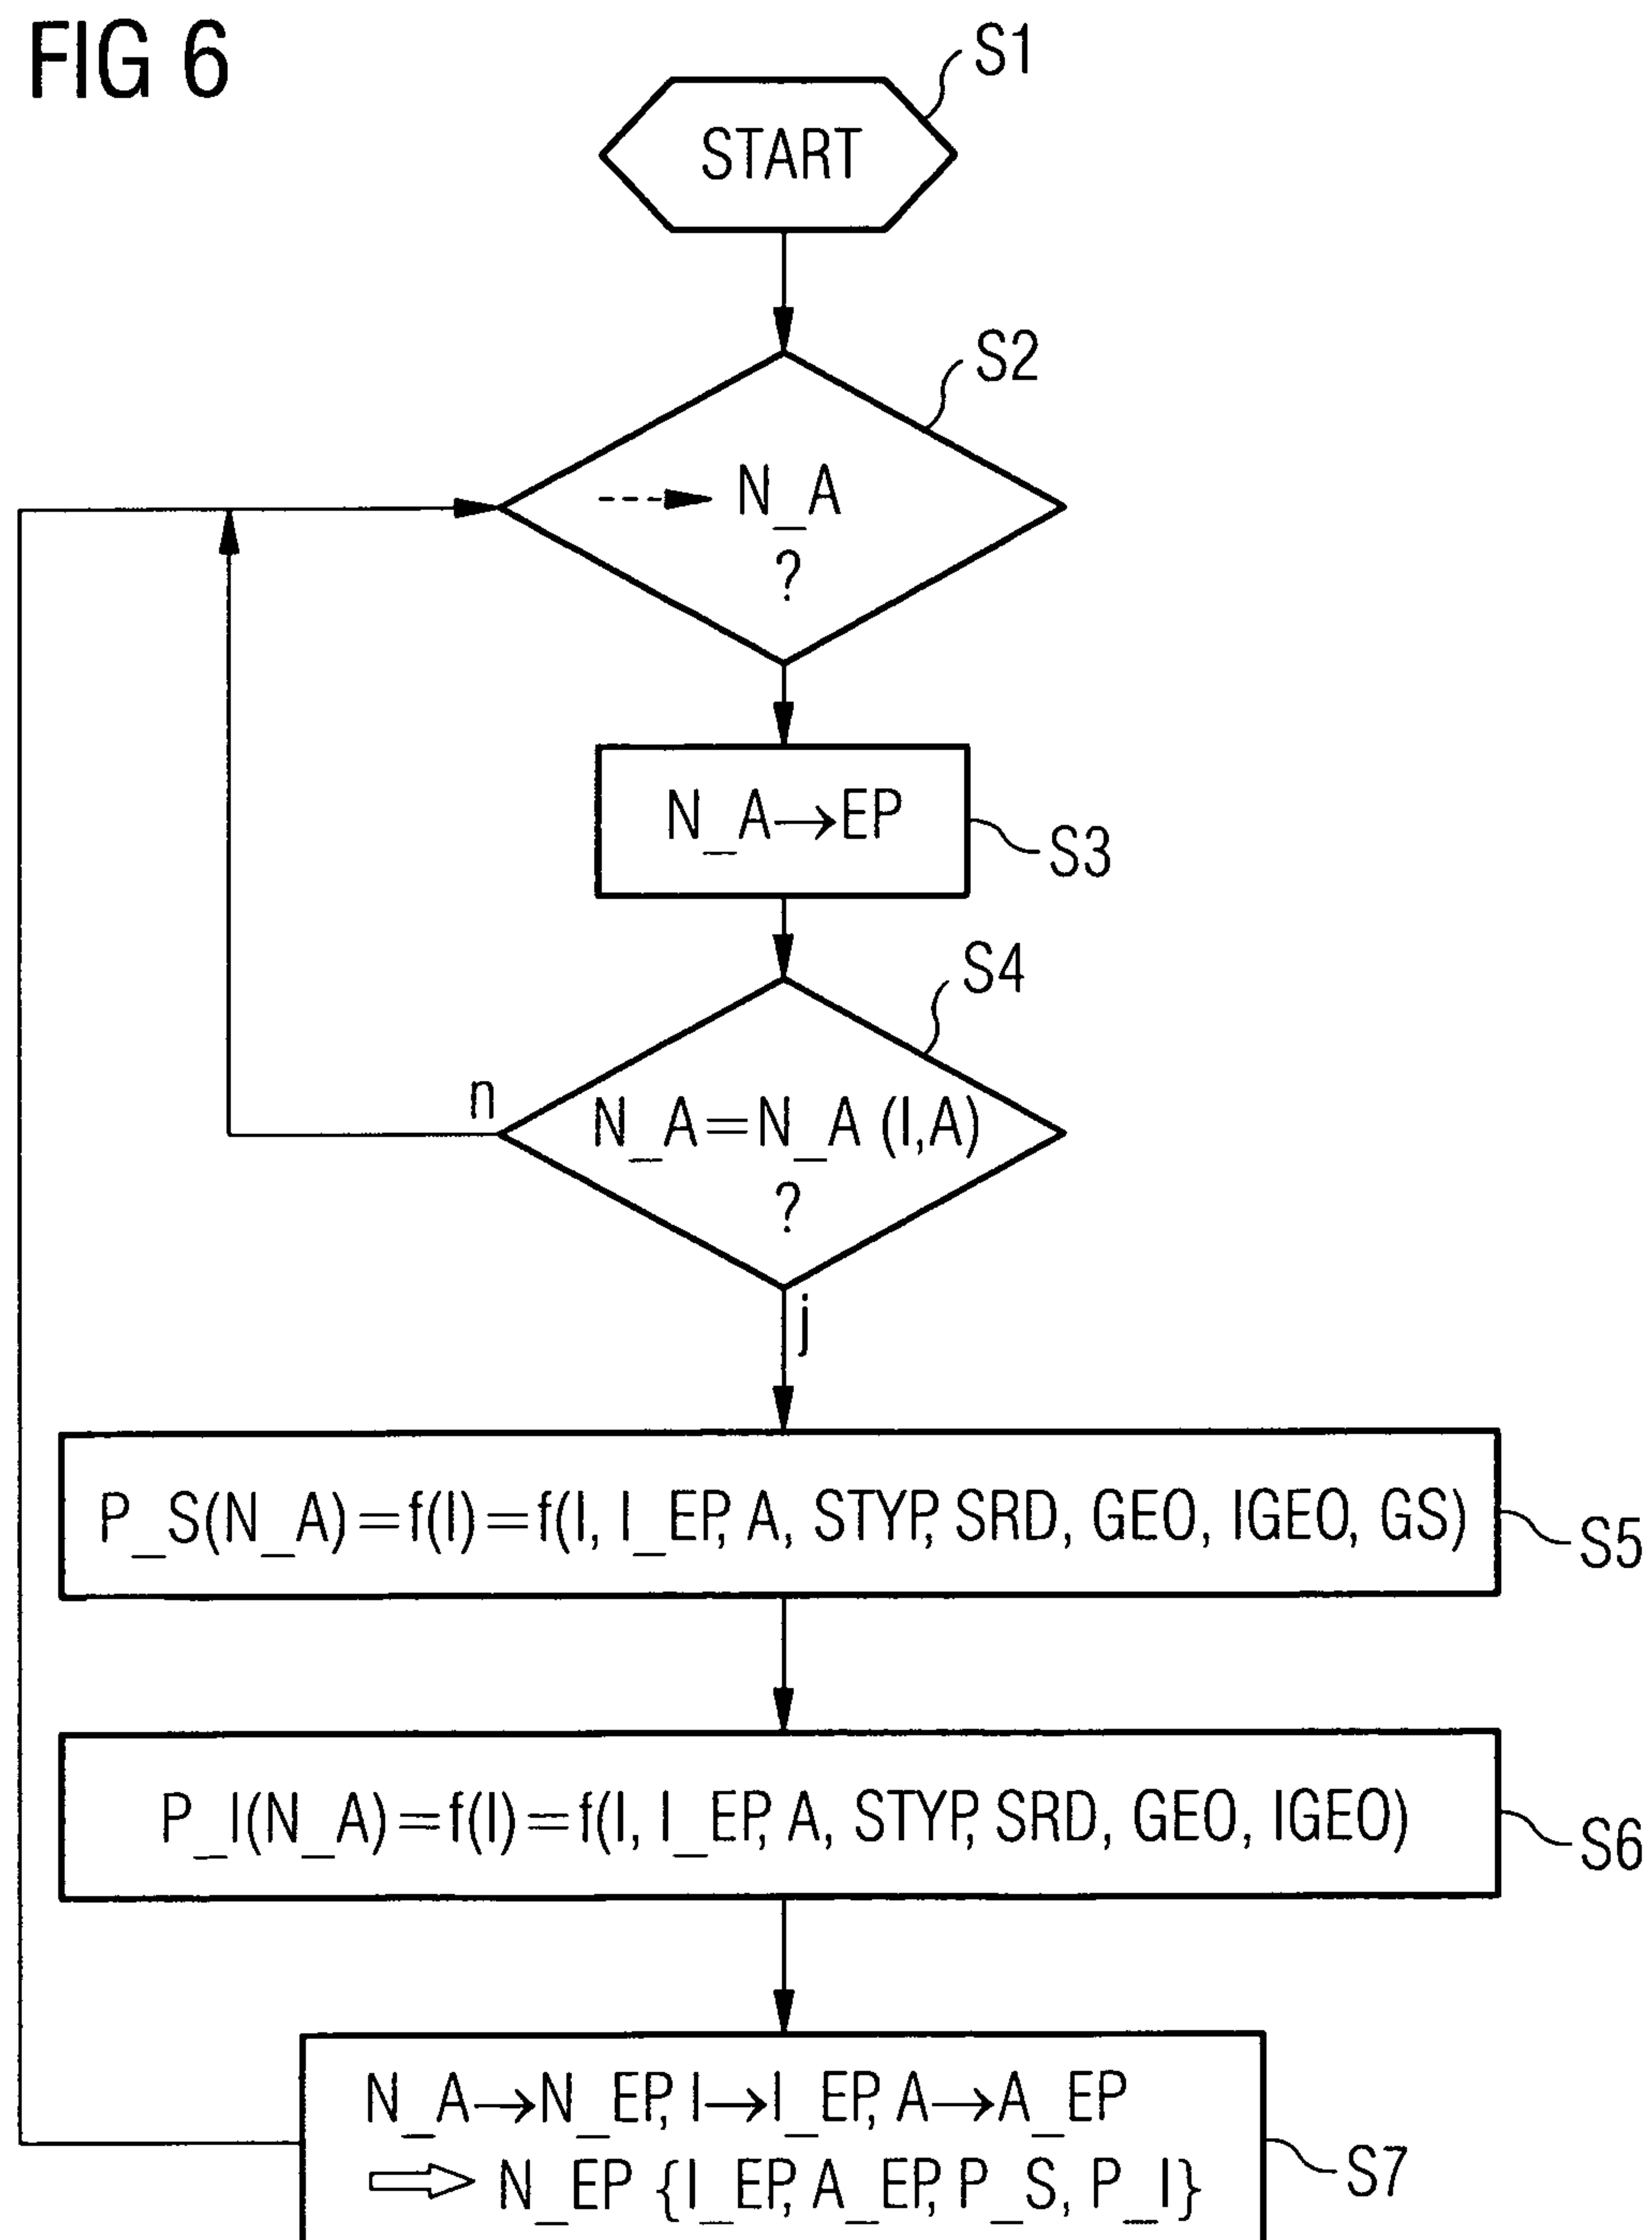 FIG 6
S1
START
S2
N_A
?
N_A→EP
S3
S4
n
N_A=N_A (I,A)
?
j
P_S(N_A)=f(I)=f(I, I_EP, A, STYP, SRD, GEO, IGEO, GS)
S5
P_I(N_A)=f(I)=f(I, I_EP, A, STYP, SRD, GEO, IGEO)
S6
N_A→N_EP, I→I_EP, A→A_EP
⇒ N_EP {I_EP, A_EP, P_S, P_I}
S7